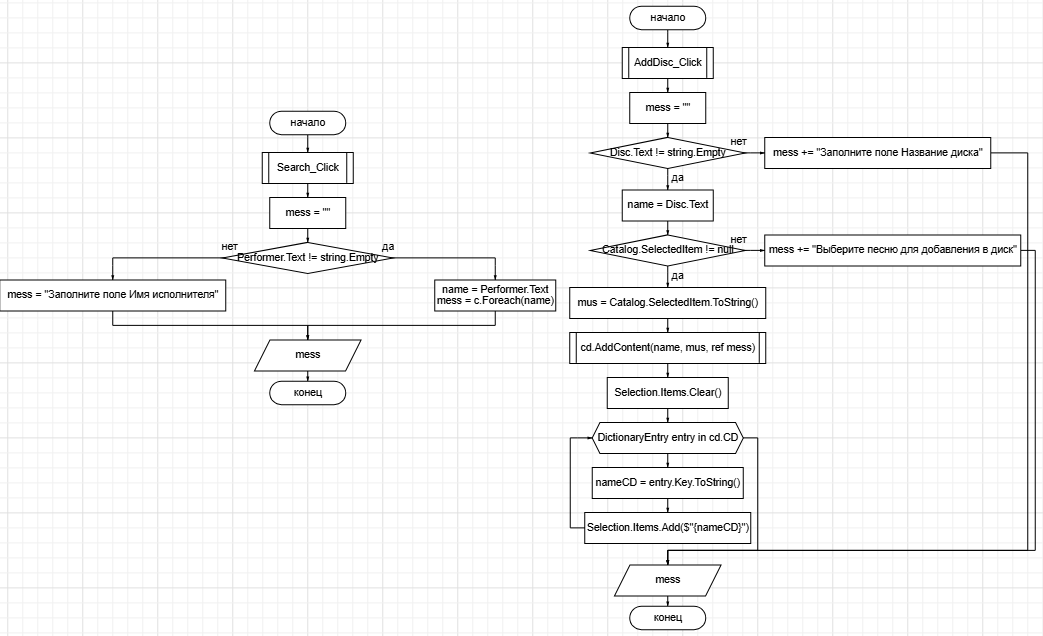 начало
Search_Click
mess = ""
нет
да
Performer.Text != string.Empty
mess = "Заполните поле Имя исполнителя"
name = Performer.Text
mess = c.Foreach(name)
mess
конец
начало
AddDisc_Click
mess = ""
нет
Disc.Text != string.Empty
mess += "Заполните поле Название диска"
да
name = Disc.Text
нет
Catalog.SelectedItem != null
mess += "Выберите песню для добавления в диск"
да
mus = Catalog.SelectedItem.ToString()
cd.AddContent(name, mus, ref mess)
Selection.Items.Clear()
DictionaryEntry entry in cd.CD
nameCD = entry.Key.ToString()
Selection.Items.Add($"{nameCD}")
mess
конец